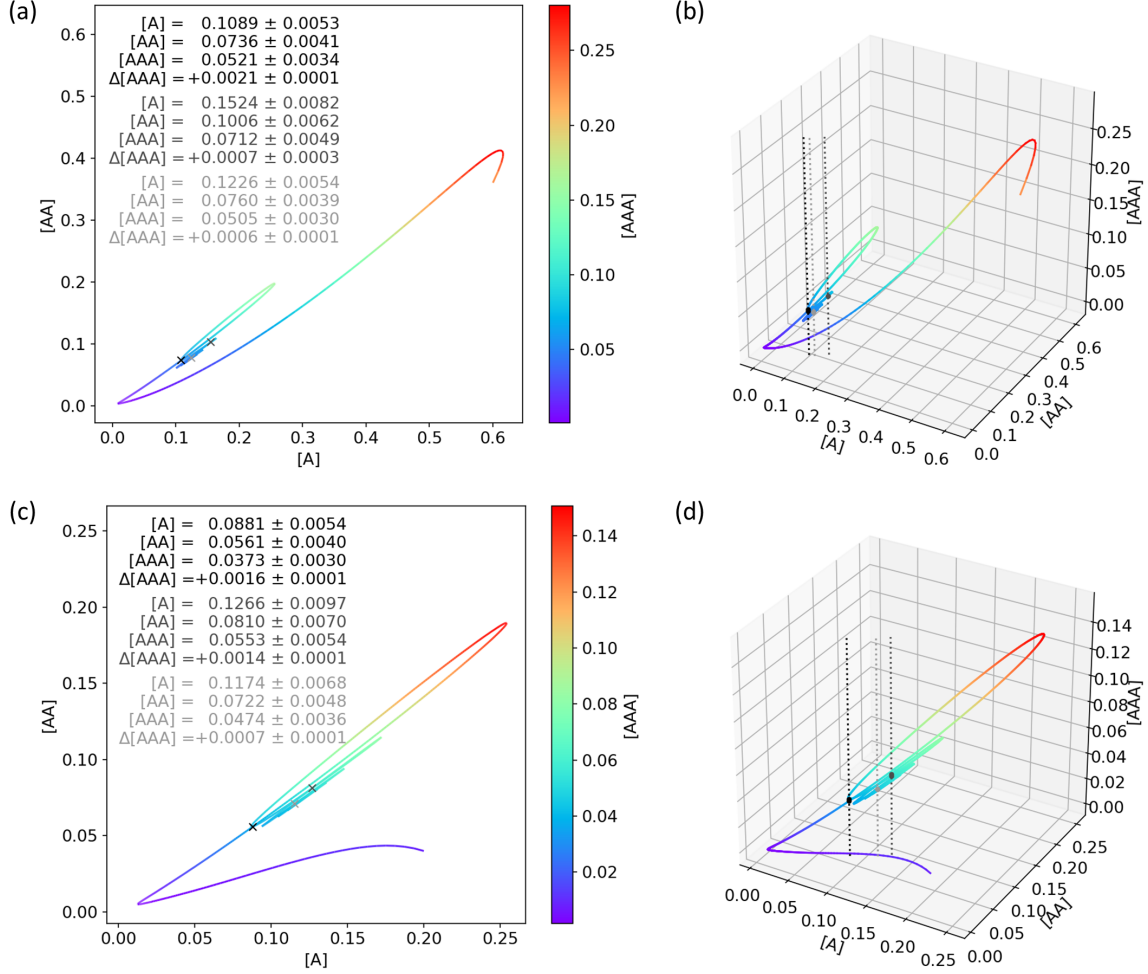 (a)
[A] = 0.1089 ± 0.0053
[AA] = 0.0736 ± 0.0041
[AAA] = 0.0521 ± 0.0034
Δ[AAA] =+0.0021 ± 0.0001
[A] = 0.1524 ± 0.0082
[AA] = 0.1006 ± 0.0062
[AAA] = 0.0712 ± 0.0049
Δ[AAA] =+0.0007 ± 0.0003
[A] = 0.1226 ± 0.0054
[AA] = 0.0760 ± 0.0039
[AAA] = 0.0505 ± 0.0030
Δ[AAA] =+0.0006 ± 0.0001
0.6
0.5
0.4
0.3
0.2
0.1
0.0
[AA]
0.0 0.1 0.2 0.3 0.4 0.5 0.6
[A]
0.25
0.20
0.15
0.10
0.05
[AAA]
(b)
0.25
0.20
0.15
0.10
0.05
0.00
[AAA]
0.6
0.5
0.4
0.3
0.2
0.1
0.0
[AA]
0.0 0.1 0.2 0.3 0.4 0.5 0.6
[A]
(c)
[A] = 0.0881 ± 0.0054
[AA] = 0.0561 ± 0.0040
[AAA] = 0.0373 ± 0.0030
Δ[AAA] =+0.0016 ± 0.0001
[A] = 0.1266 ± 0.0097
[AA] = 0.0810 ± 0.0070
[AAA] = 0.0553 ± 0.0054
Δ[AAA] =+0.0014 ± 0.0001
[A] = 0.1174 ± 0.0068
[AA] = 0.0722 ± 0.0048
[AAA] = 0.0474 ± 0.0036
Δ[AAA] =+0.0007 ± 0.0001
0.25
0.20
0.15
0.10
0.05
0.00
[AA]
0.00 0.05 0.10 0.15 0.20 0.25
[A]
0.14
0.12
0.10
0.08
0.06
0.04
0.02
[AAA]
(d)
0.14
0.12
0.10
0.08
0.06
0.04
0.02
0.00
[AAA]
0.25
0.20
0.15
0.10
0.05
0.00
[AA]
0.00 0.05 0.10 0.15 0.20 0.25
[A]